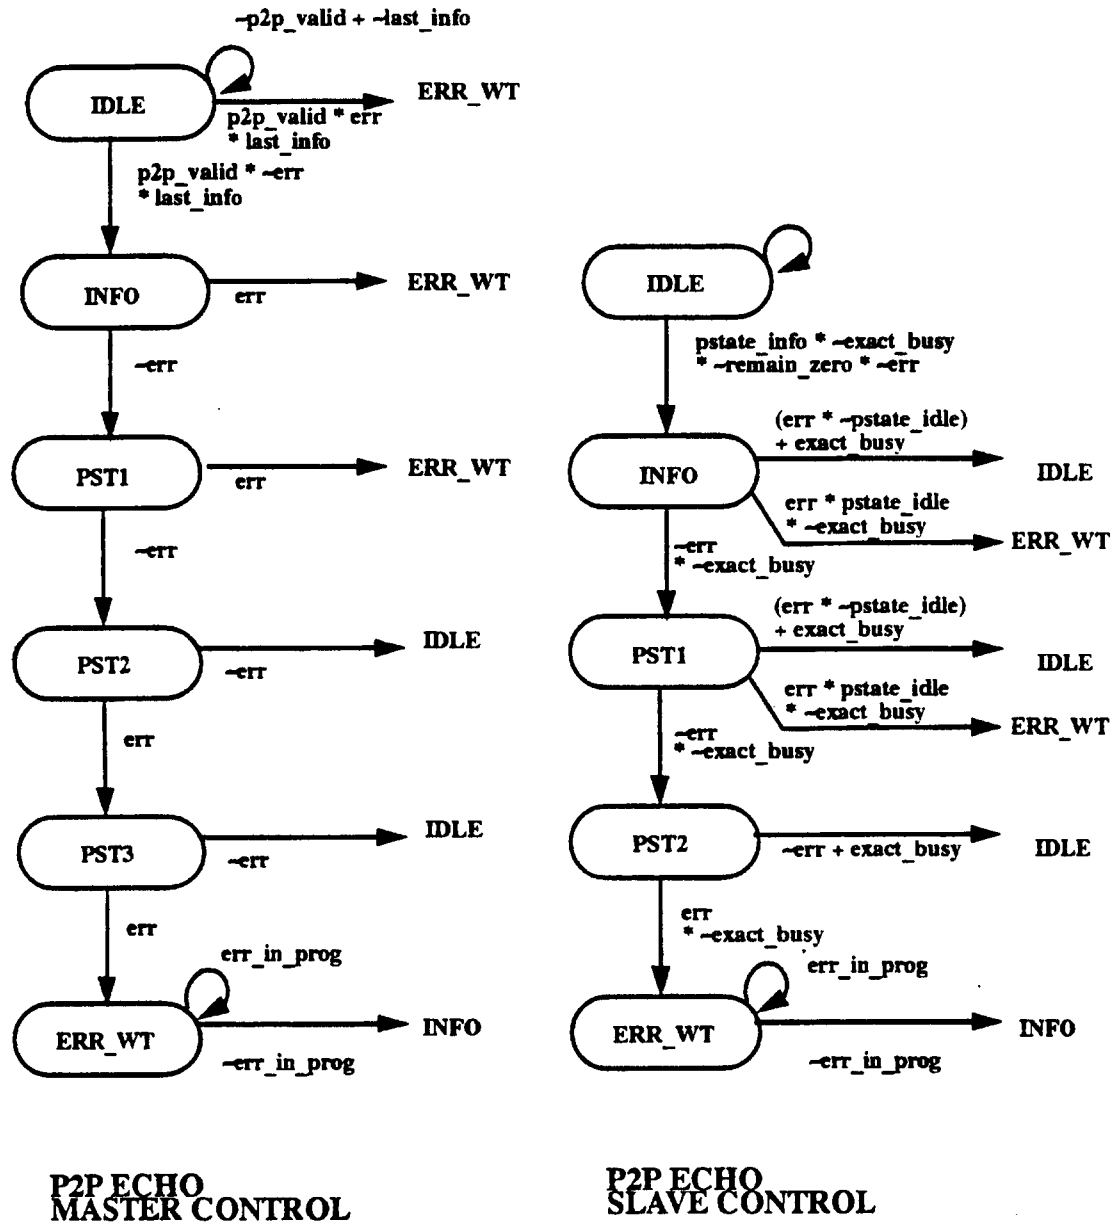 ~p2p_valid + ~last_info
IDLE
ERR_WT
p2p_valid * err
* last_info
p2p_valid * ~err
* last_info
INFO
err
ERR_WT
~err
PST1
err
ERR_WT
~err
PST2
~err
IDLE
err
PST3
~err
IDLE
err
err_in_prog
ERR_WT
INFO
~err_in_prog
P2P ECHO
MASTER CONTROL
IDLE
pstate_info * ~exact_busy
* ~remain_zero * ~err
INFO
(err * ~pstate_idle)
+ exact_busy
IDLE
err * pstate_idle
* ~exact_busy
ERR_WT
~err
* ~exact_busy
PST1
(err * ~pstate_idle)
+ exact_busy
IDLE
err * pstate_idle
* ~exact_busy
ERR_WT
~err
* ~exact_busy
PST2
~err + exact_busy
IDLE
err
* ~exact_busy
err_in_prog
ERR_WT
INFO
~err_in_prog
P2P ECHO
SLAVE CONTROL